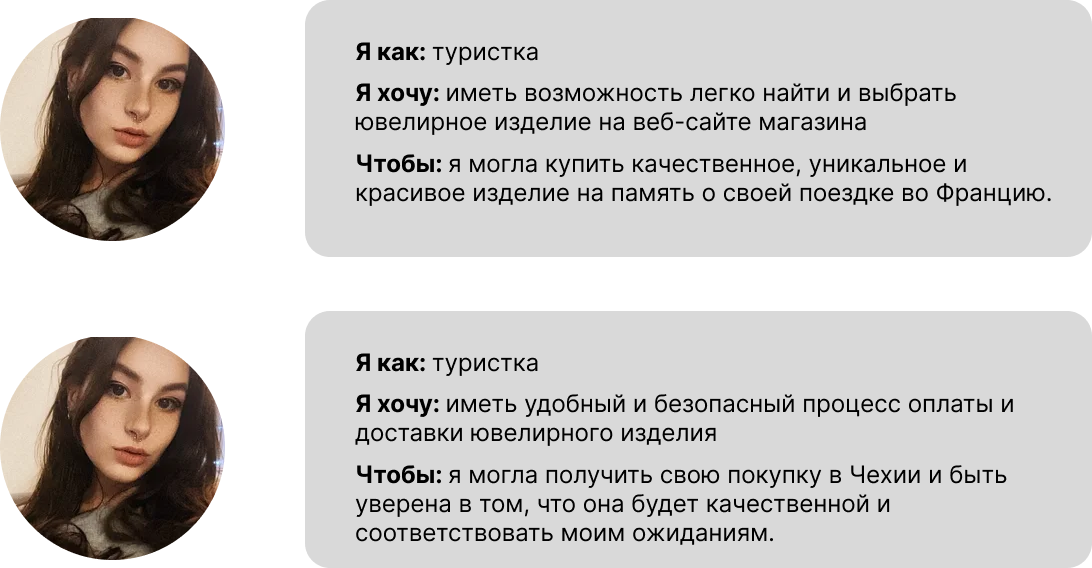 Я как: туристка
Я хочу: иметь возможность легко найти и выбрать
ювелирное изделие на веб-сайте магазина
Чтобы: я могла купить качественное, уникальное и
красивое изделие на память о своей поездке во Францию.
Я как: туристка
Я хочу: иметь удобный и безопасный процесс оплаты и
доставки ювелирного изделия
Чтобы: я могла получить свою покупку в Чехии и быть
уверена в том, что она будет качественной и
соответствовать моим ожиданиям.